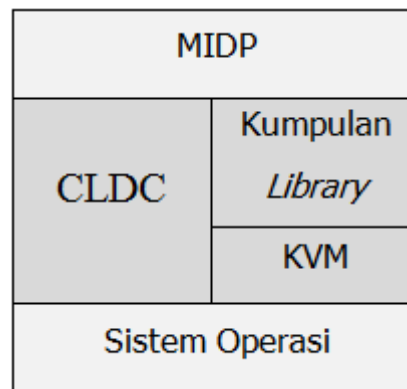 MIDP
CLDC
Kumpulan
Library
KVM
Sistem Operasi